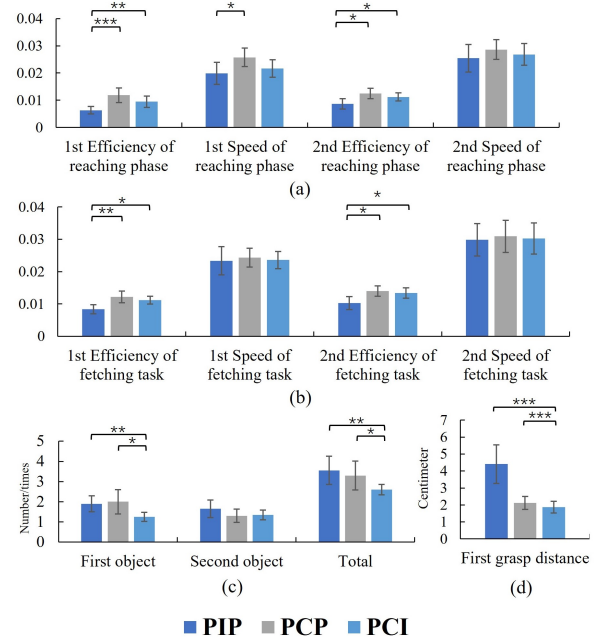 ** *
***
0.04
0.03
0.02
0.01
0
*
*
1st Efficiency of reaching phase
1st Speed of reaching phase
2nd Efficiency of reaching phase
2nd Speed of reaching phase
(a)
*
**
*
*
0.04
0.03
0.02
0.01
0
1st Efficiency of fetching task
1st Speed of fetching task
2nd Efficiency of fetching task
2nd Speed of fetching task
(b)
**
*
**
*
Number/times
5
4
3
2
1
0
First object
Second object
Total
(c)
***
***
Centimeter
7
6
5
4
3
2
1
0
First grasp distance
(d)
PIP PCP PCI